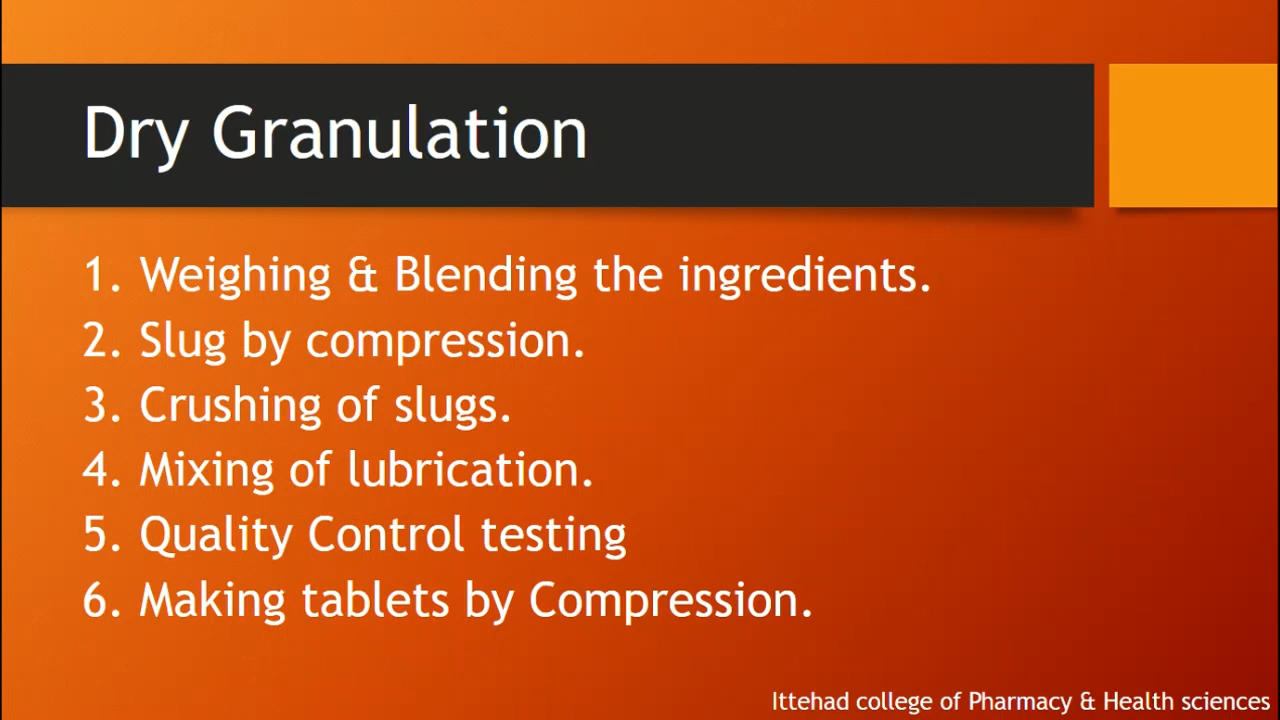 Dry Granulation
1. Weighing & Blending the ingredients.
2. Slug by compression.
3. Crushing of slugs.
4. Mixing of lubrication.
5. Quality Control testing
6. Making tablets by Compression.
Ittehad college of Pharmacy & Health sciences